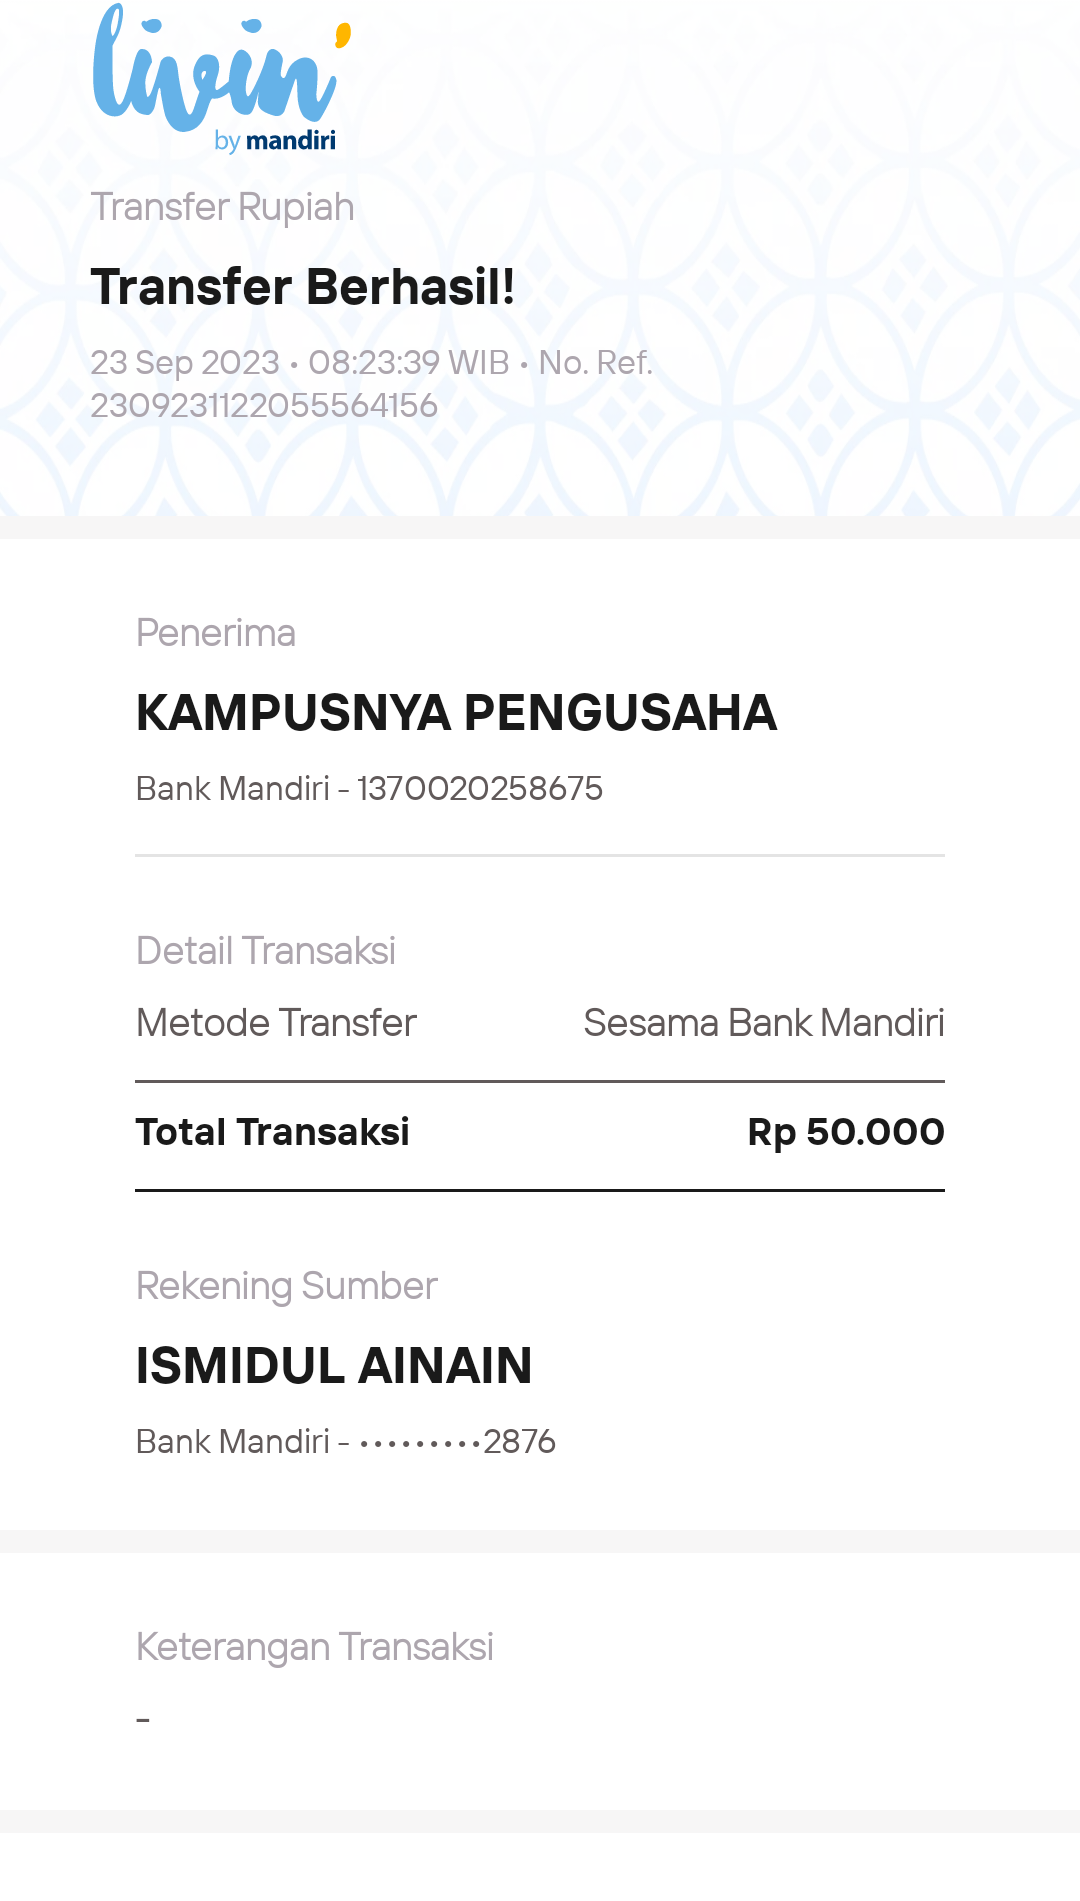 livin'
by mandiri
Transfer Rupiah
Transfer Berhasil!
23 Sep 2023 • 08:23:39 WIB • No. Ref.
2309231122055564156
Penerima
KAMPUSNYA PENGUSAHA
Bank Mandiri - 1370020258675
Detail Transaksi
Metode Transfer Sesama Bank Mandiri
Total Transaksi Rp 50.000
Rekening Sumber
ISMIDUL AINAIN
Bank Mandiri - •••••••••2876
Keterangan Transaksi
-